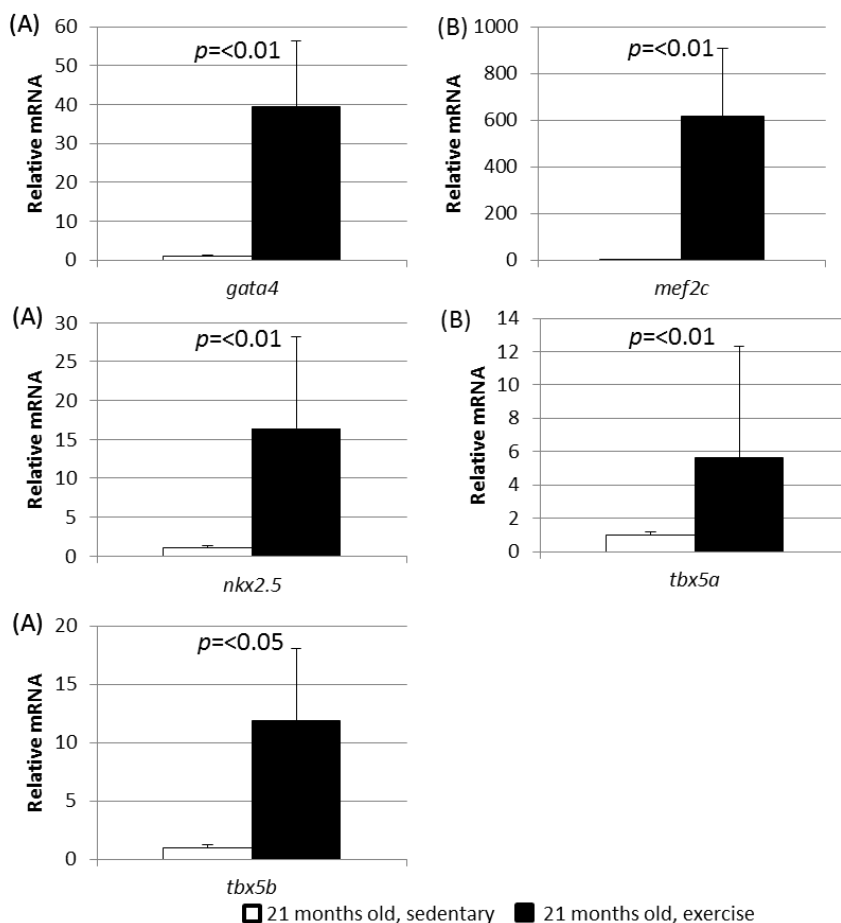 (A)
60
50
40
30
20
10
0
Relative mRNA
p=<0.01
gata4
(B)
1000
800
600
400
200
0
Relative mRNA
p=<0.01
mef2c
(A)
30
25
20
15
10
5
0
Relative mRNA
p=<0.01
nkx2.5
(B)
14
12
10
8
6
4
2
0
Relative mRNA
p=<0.01
tbx5a
(A)
20
15
10
5
0
Relative mRNA
p=<0.05
tbx5b
21 months old, sedentary 21 months old, exercise